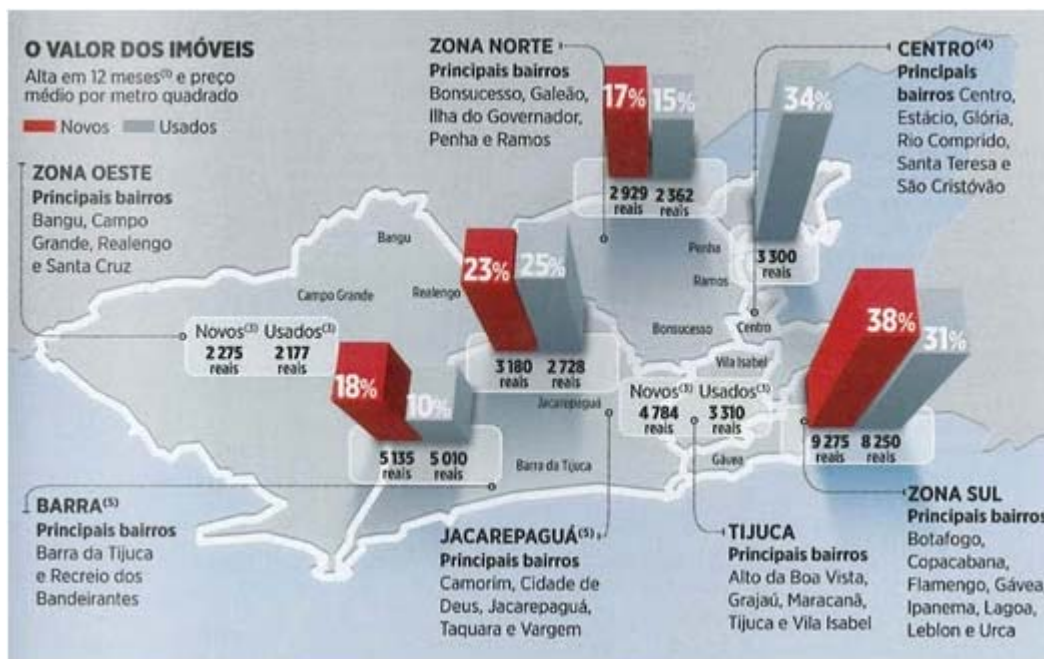 O VALOR DOS IMÓVEIS
Alta em 12 meses⁽²⁾ e preço
médio por metro quadrado
Novos Usados
ZONA OESTE
Principais bairros
Bangu, Campo
Grande, Realengo
e Santa Cruz
Novos⁽³⁾ Usados⁽³⁾
2 275 2 177
reais reais
ZONA NORTE
Principais bairros
Bonsucesso, Galeão,
Ilha do Governador,
Penha e Ramos
17% 15%
2 929 2 362
reais reais
CENTRO⁽⁴⁾
Principais
bairros Centro,
Estácio, Glória,
Rio Comprido,
Santa Teresa e
São Cristóvão
34%
3 300
reais
Bangu
Campo Grande
Realengo
Penha
Ramos
Bonsucesso
Centro
Vila Isabel
Jacarepaguá
Barra da Tijuca
Gávea
23% 25%
3 180 2 728
reais reais
18% 10%
5 135 5 010
reais reais
Novos⁽³⁾ Usados⁽³⁾
4 784 3 310
reais reais
38% 31%
9 275 8 250
reais reais
BARRA⁽⁵⁾
Principais bairros
Barra da Tijuca
e Recreio dos
Bandeirantes
JACAREPAGUÁ⁽⁵⁾
Principais bairros
Camorim, Cidade de
Deus, Jacarepaguá,
Taquara e Vargem
TIJUCA
Principais bairros
Alto da Boa Vista,
Grajaú, Maracanã,
Tijuca e Vila Isabel
ZONA SUL
Principais bairros
Botafogo,
Copacabana,
Flamengo, Gávea
Ipanema, Lagoa,
Leblon e Urca